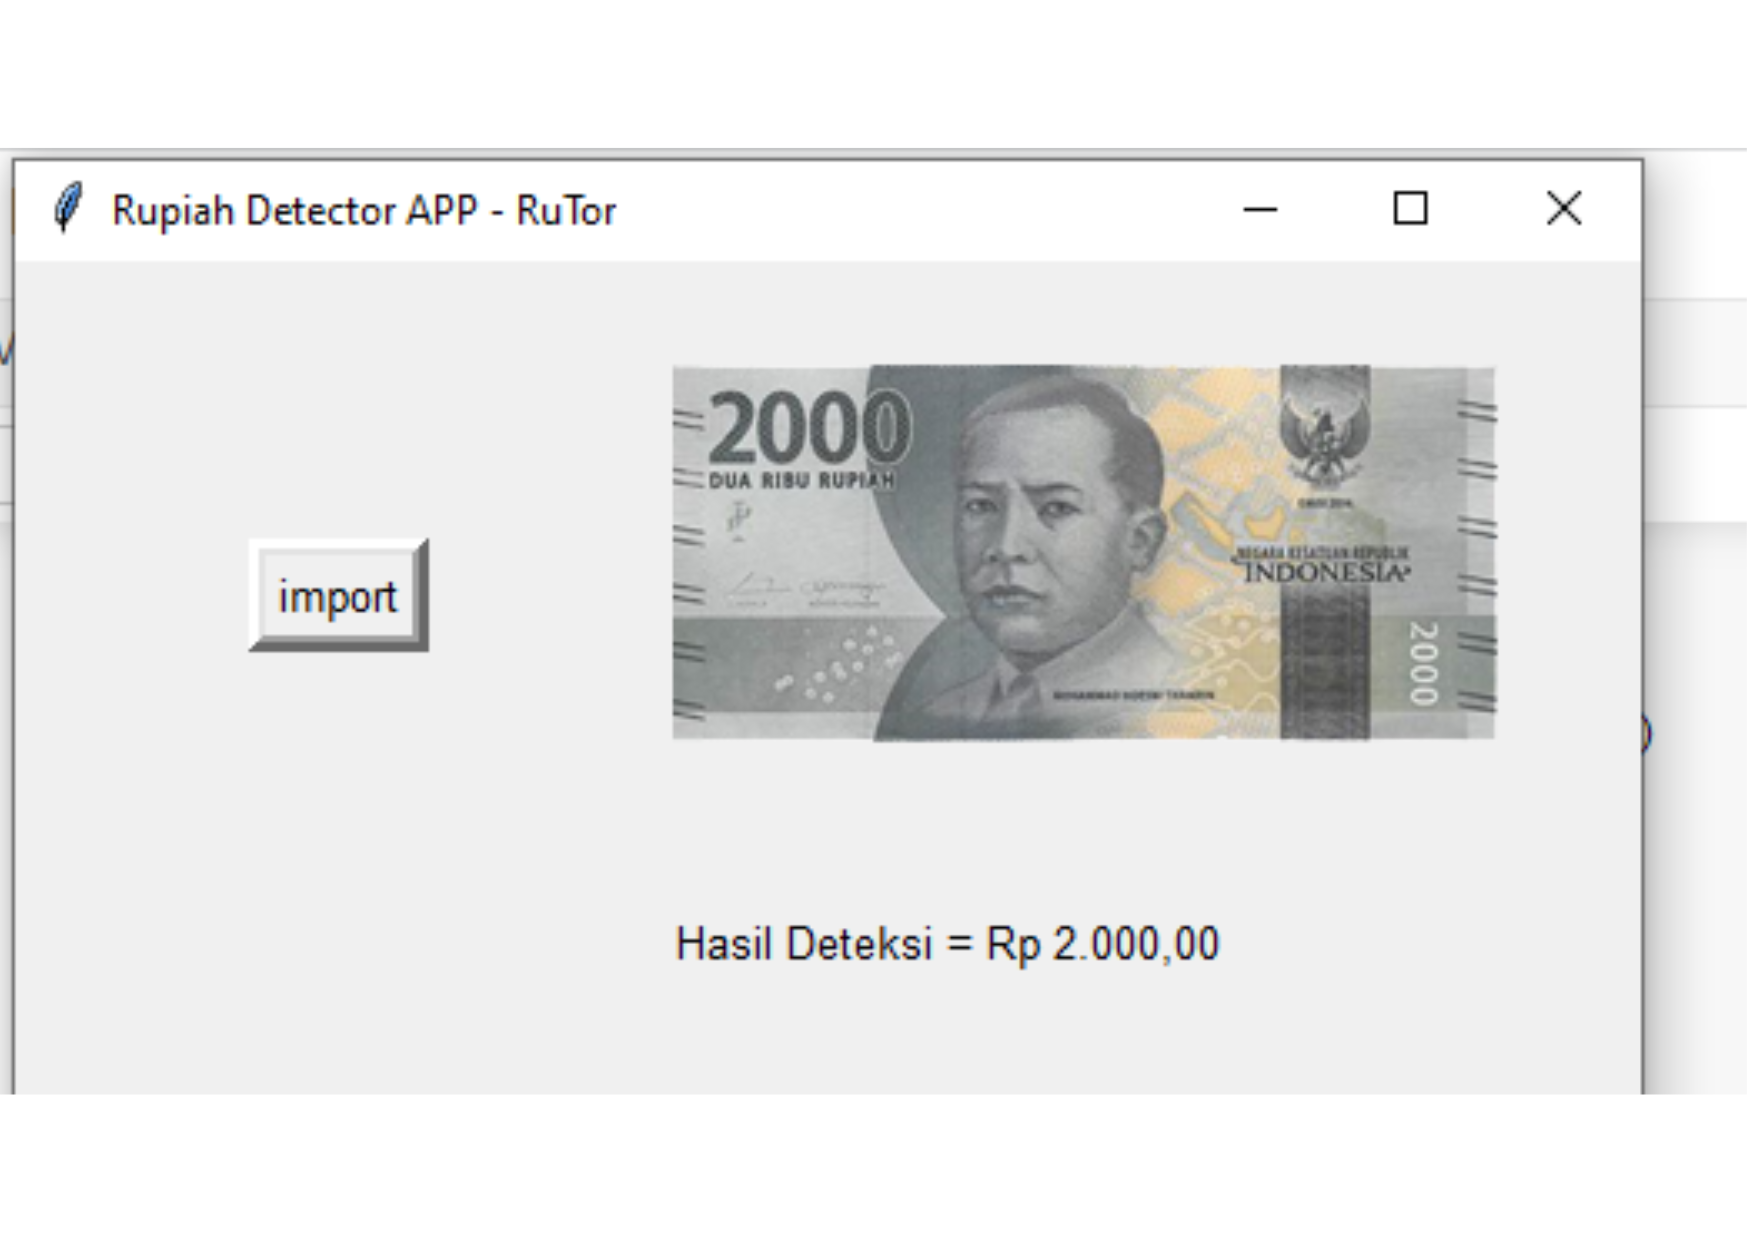 Rupiah Detector APP - RuTor
import
2000
DUA RIBU RUPIAH
NEGARA KESATUAN REPUBLIK
INDONESIA
2000
Hasil Deteksi = Rp 2.000,00